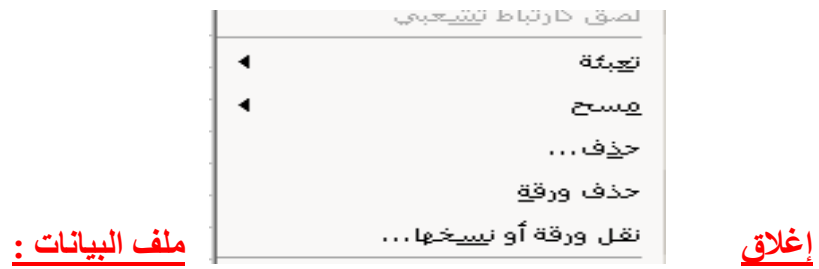 لصق كارتباط تشعبي
تعبئة
مسح
حذف...
حذف ورقة
نقل ورقة أو نسخها...
إغلاق ملف البيانات :